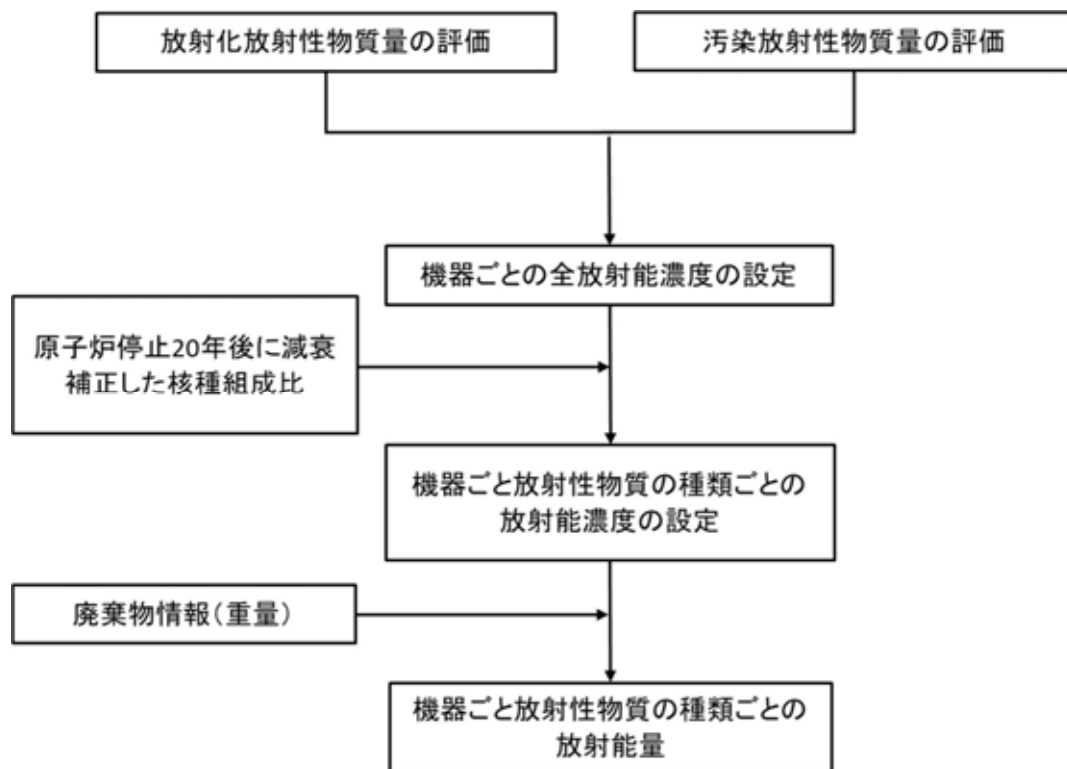 放射化放射性物質量の評価
汚染放射性物質量の評価
機器ごとの全放射能濃度の設定
原子炉停止20年後に減衰
補正した核種組成比
機器ごと放射性物質の種類ごとの
放射能濃度の設定
廃棄物情報（重量）
機器ごと放射性物質の種類ごとの
放射能量